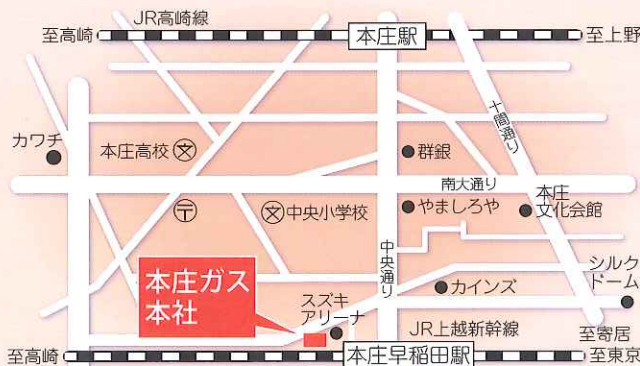 JR高崎線
至高崎
本庄駅
至上野
十間通り
カワチ
本庄高校
文
群銀
南大通り
〒
文
中央小学校
やましろや
本庄
文化会館
中央通り
本庄ガス
本社
スズキ
アリーナ
カインズ
シルク
ドーム
JR上越新幹線
至寄居
至高崎
本庄早稲田駅
至東京